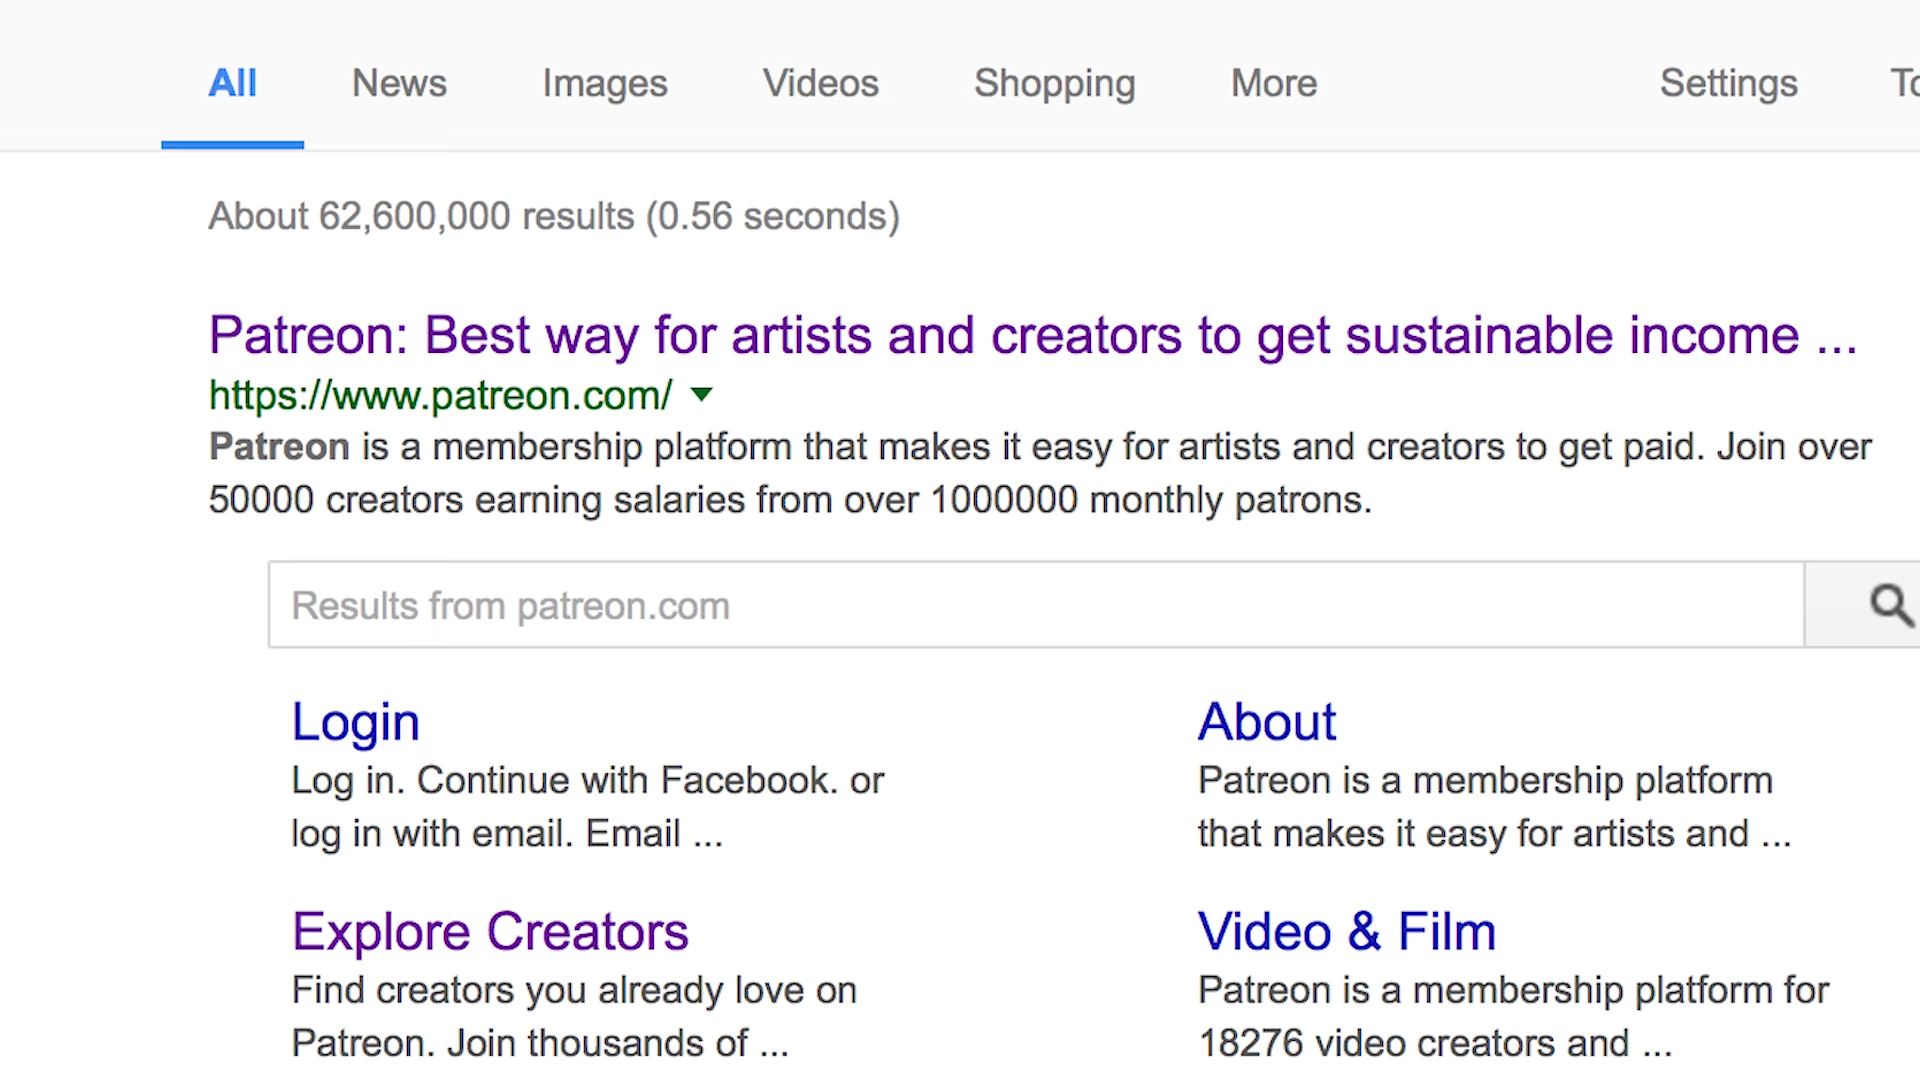 All News Images Videos Shopping More Settings
About 62,600,000 results (0.56 seconds)
Patreon: Best way for artists and creators to get sustainable income ...
https://www.patreon.com/
Patreon is a membership platform that makes it easy for artists and creators to get paid. Join over
50000 creators earning salaries from over 1000000 monthly patrons.
Results from patreon.com
Login
Log in. Continue with Facebook. or
log in with email. Email ...
About
Patreon is a membership platform
that makes it easy for artists and ...
Explore Creators
Find creators you already love on
Patreon. Join thousands of ...
Video & Film
Patreon is a membership platform for
18276 video creators and ...